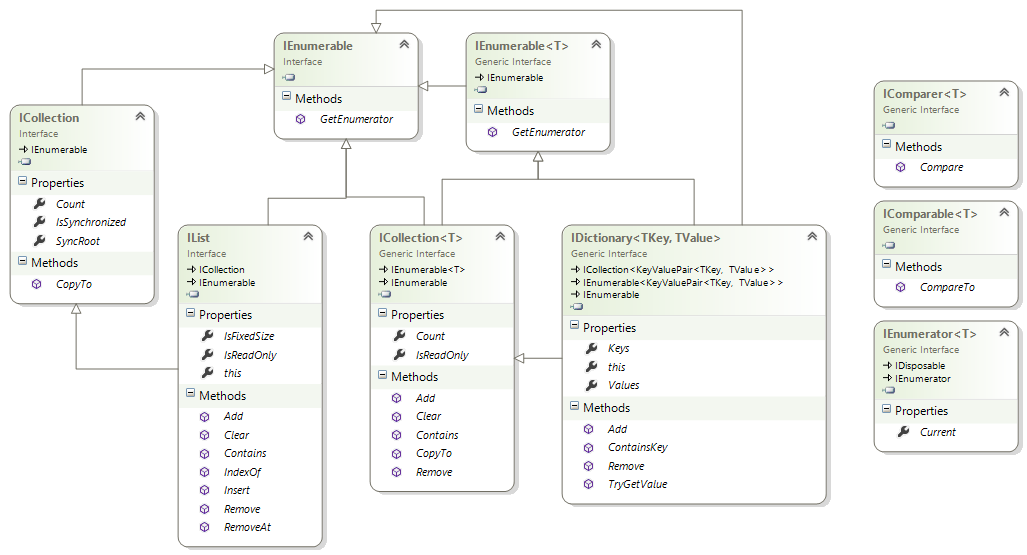 IEnumerable
Interface
Methods
GetEnumerator
IEnumerable<T>
Generic Interface
IEnumerable
Methods
GetEnumerator
ICollection
Interface
IEnumerable
Properties
Count
IsSynchronized
SyncRoot
Methods
CopyTo
IList
Interface
ICollection
IEnumerable
Properties
IsFixedSize
IsReadOnly
this
Methods
Add
Clear
Contains
IndexOf
Insert
Remove
RemoveAt
ICollection<T>
Generic Interface
IEnumerable<T>
IEnumerable
Properties
Count
IsReadOnly
Methods
Add
Clear
Contains
CopyTo
Remove
IDictionary<TKey, TValue>
Generic Interface
ICollection<KeyValuePair<TKey, TValue>>
IEnumerable<KeyValuePair<TKey, TValue>>
IEnumerable
Properties
Keys
this
Values
Methods
Add
ContainsKey
Remove
TryGetValue
IComparer<T>
Generic Interface
Methods
Compare
IComparable<T>
Generic Interface
Methods
CompareTo
IEnumerator<T>
Generic Interface
IDisposable
IEnumerator
Properties
Current